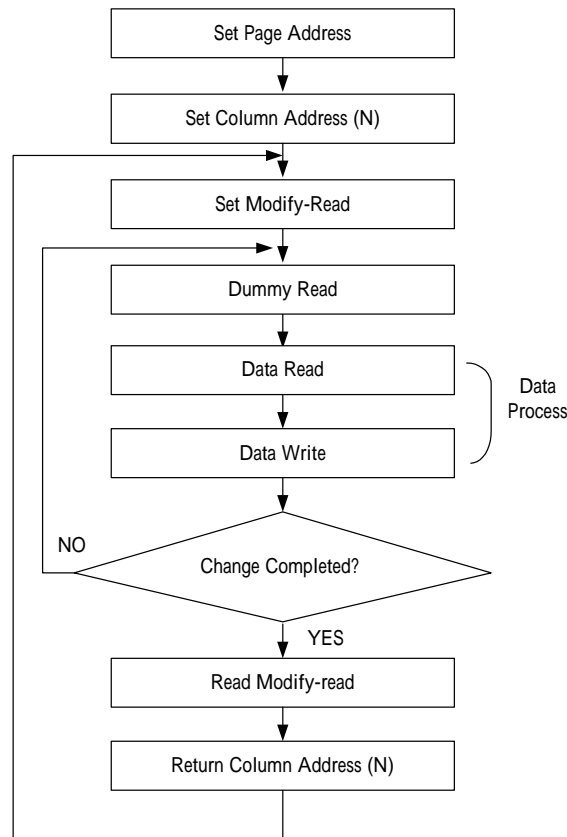 Set Page Address
Set Column Address (N)
Set Modify-Read
Dummy Read
Data Read
Data
Process
Data Write
NO
Change Completed?
YES
Read Modify-read
Return Column Address (N)